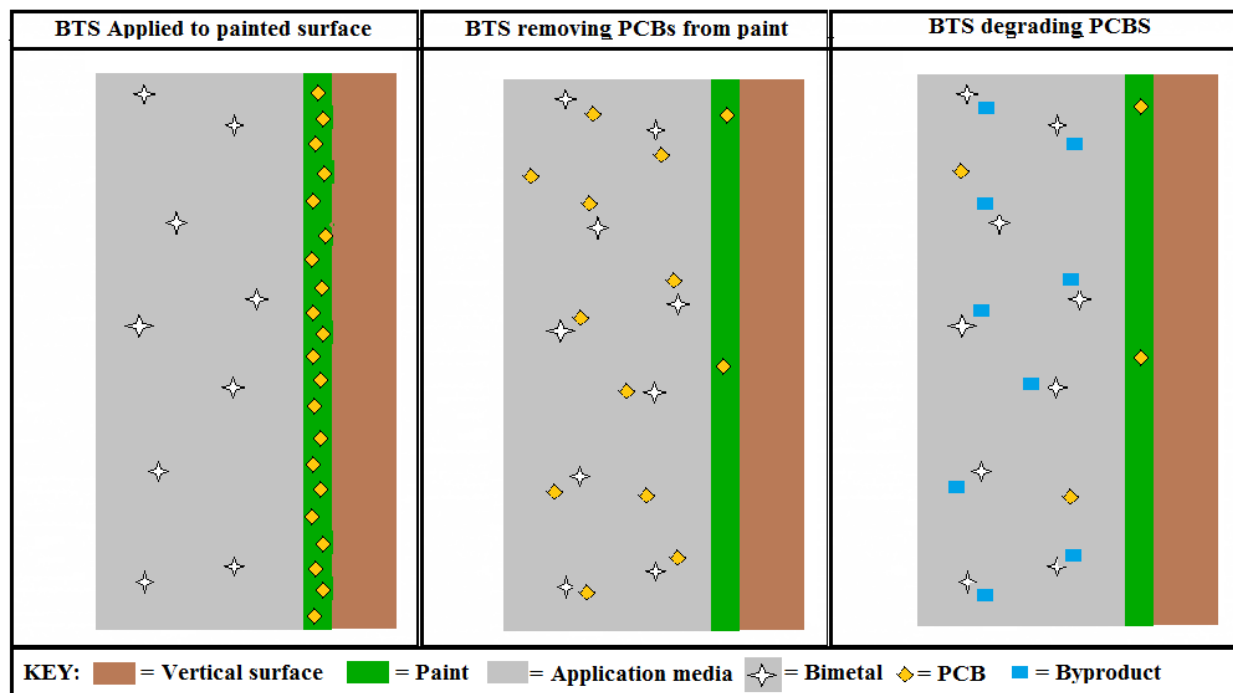 BTS Applied to painted surface
BTS removing PCBs from paint
BTS degrading PCBS
KEY: = Vertical surface = Paint = Application media = Bimetal = PCB = Byproduct